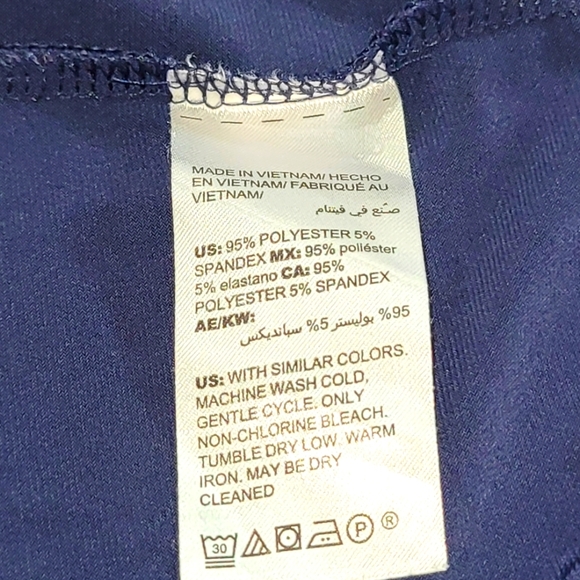 MADE IN VIETNAM/ HECHO
EN VIETNAM/ FABRIQUÉ AU
VIETNAM/
صنع في فيتنام
US: 95% POLYESTER 5%
SPANDEX MX: 95% poliéster
5% elastano CA: 95%
POLYESTER 5% SPANDEX
AE/KW:
95% بوليستر 5% سبانديكس
US: WITH SIMILAR COLORS.
MACHINE WASH COLD,
GENTLE CYCLE. ONLY
NON-CHLORINE BLEACH.
TUMBLE DRY LOW. WARM
IRON. MAY BE DRY
CLEANED
30 P ®